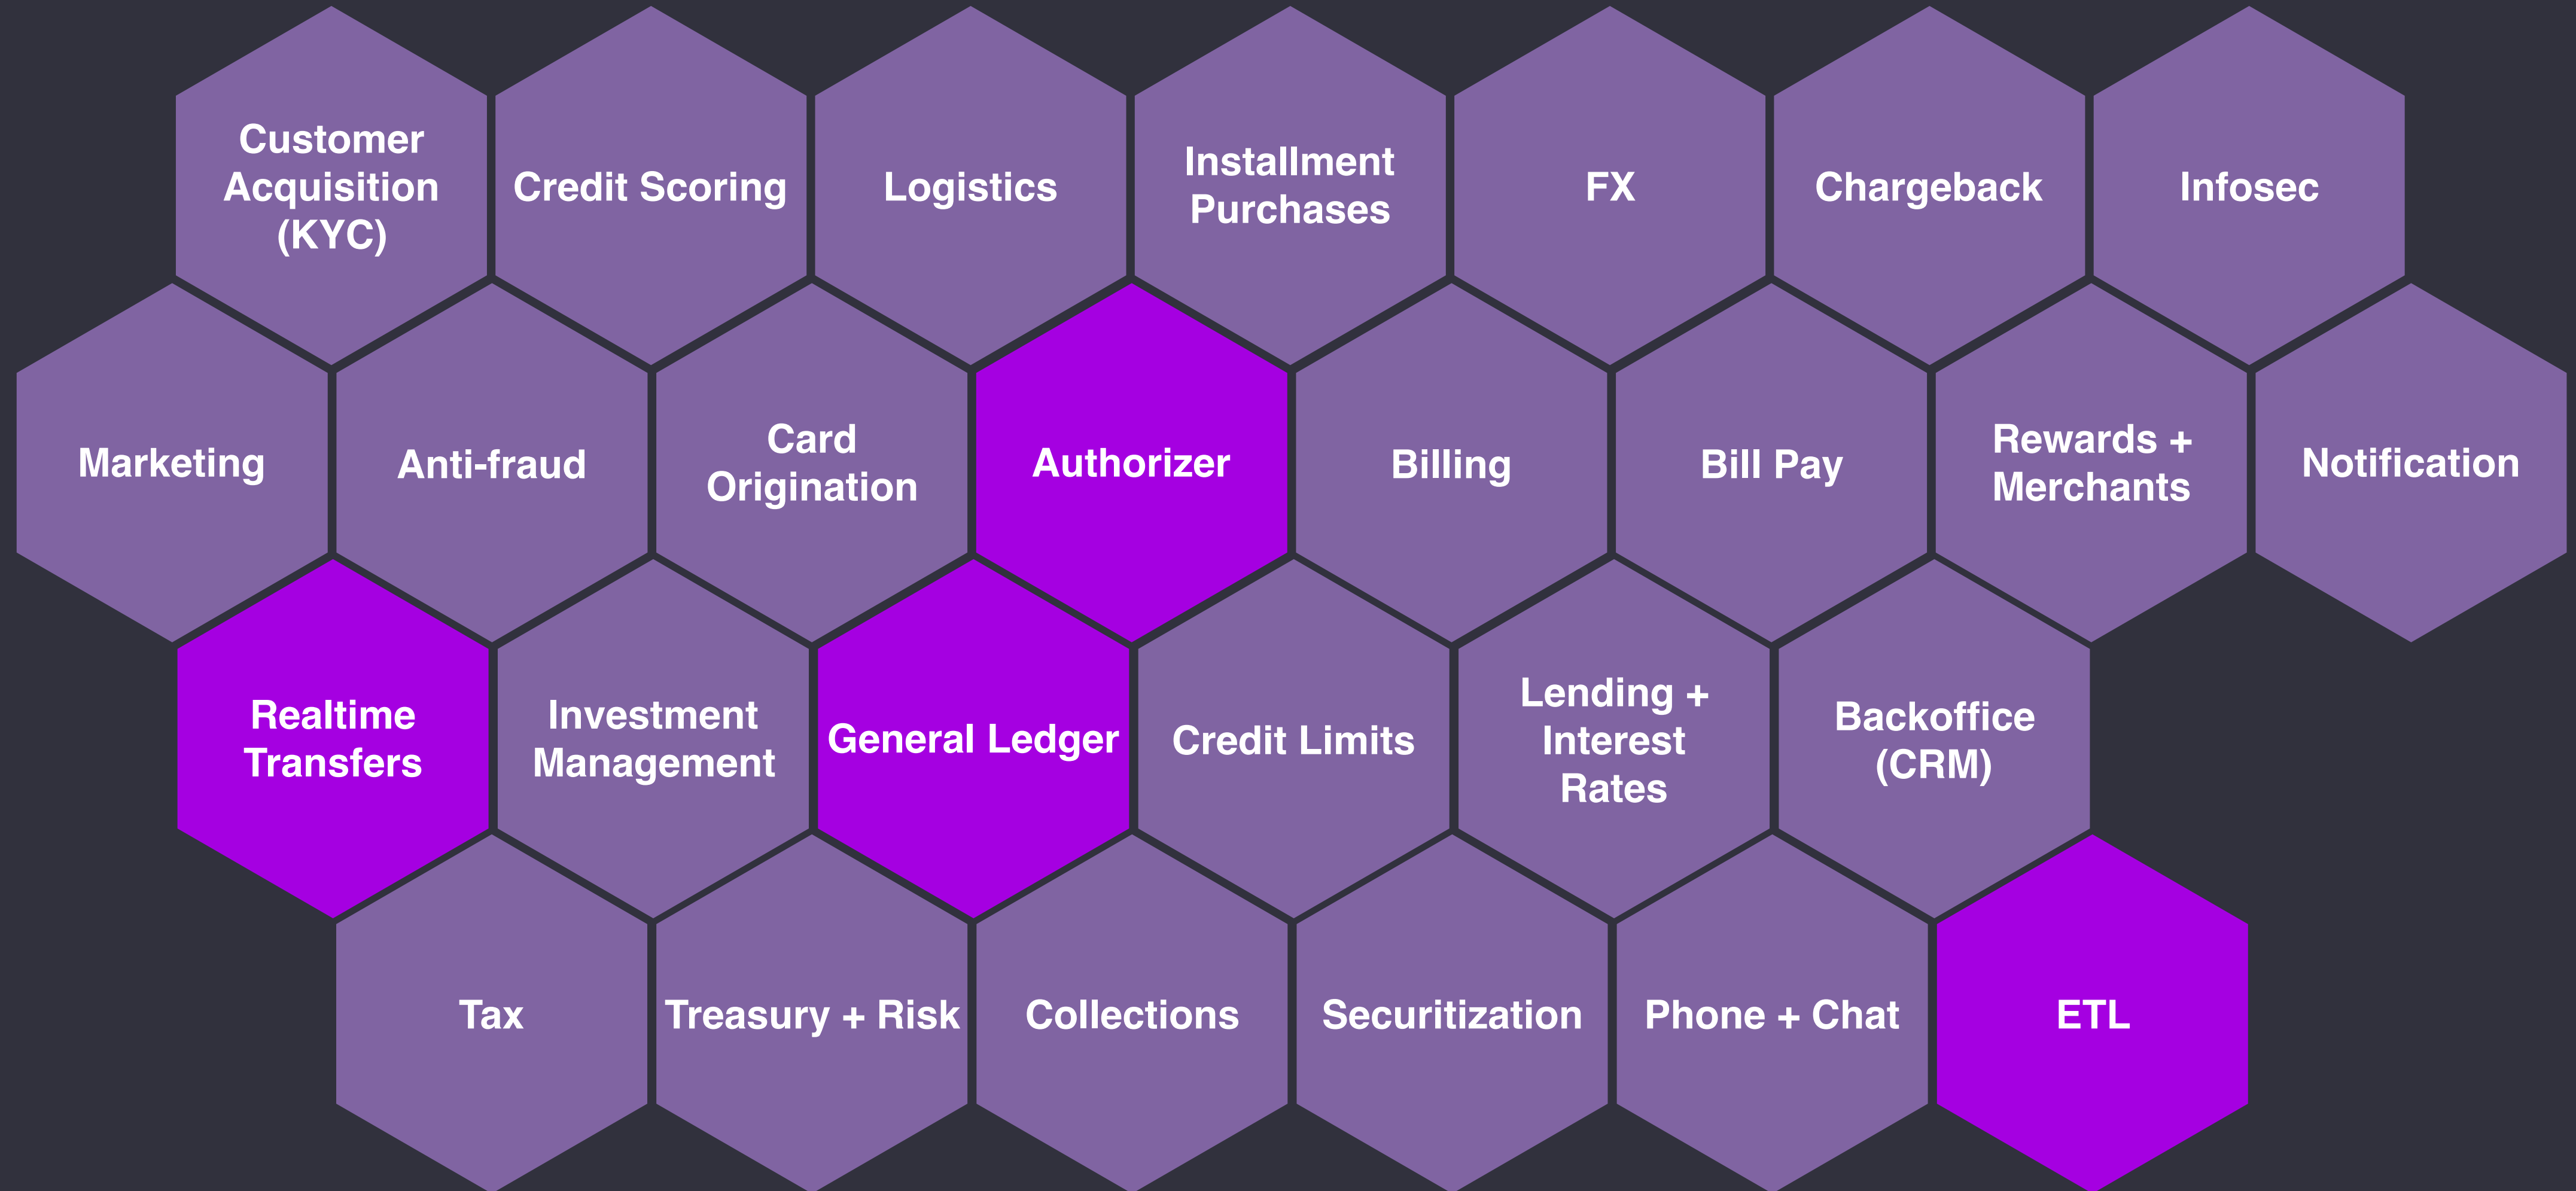 Customer
Acquisition
(KYC)
Credit Scoring
Logistics
Installment
Purchases
FX
Chargeback
Infosec
Marketing
Anti-fraud
Card
Origination
Authorizer
Billing
Bill Pay
Rewards +
Merchants
Notification
Realtime
Transfers
Investment
Management
General Ledger
Credit Limits
Lending +
Interest
Rates
Backoffice
(CRM)
Tax
Treasury + Risk
Collections
Securitization
Phone + Chat
ETL